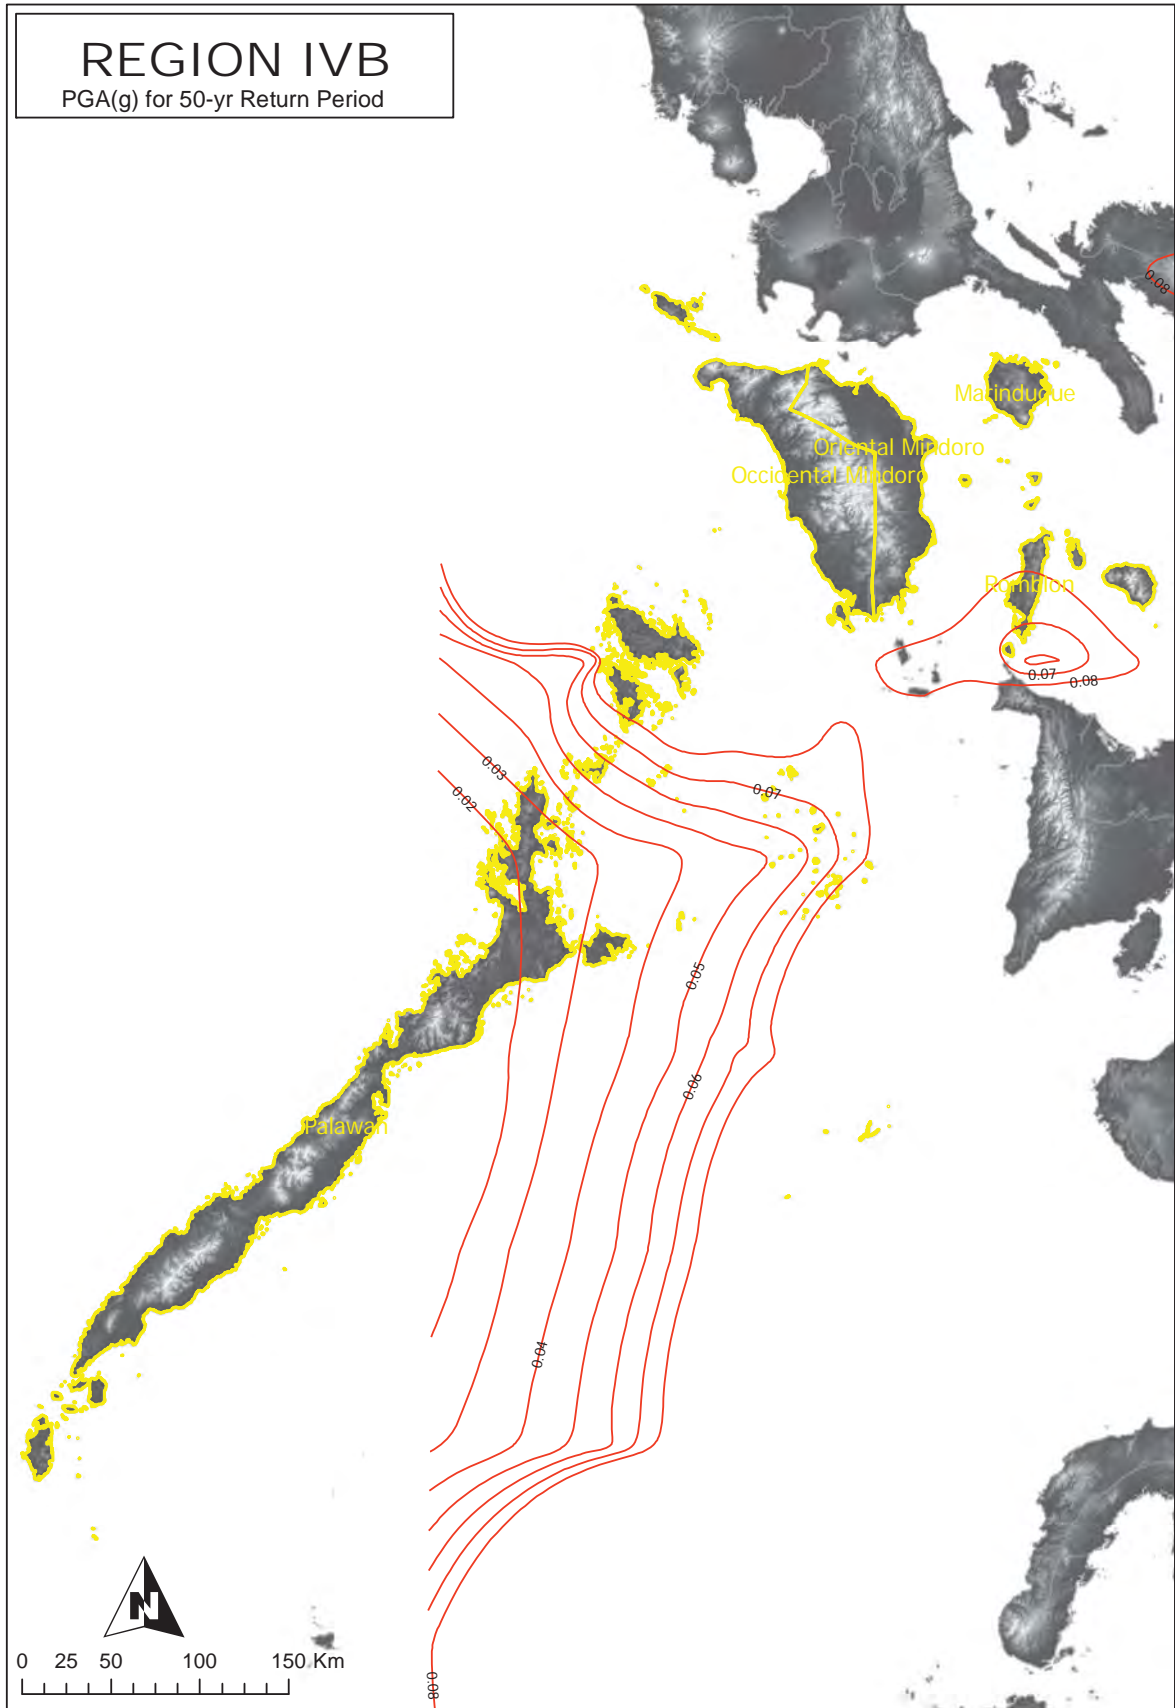 REGION IVB
PGA(g) for 50-yr Return Period
0.08
Marinduque
Oriental Mindoro
Occidental Mindoro
Romblon
0.07
0.08
0.03
0.02
0.07
0.05
0.06
Palawan
0.04
N
0 25 50 100 150 Km
0.08